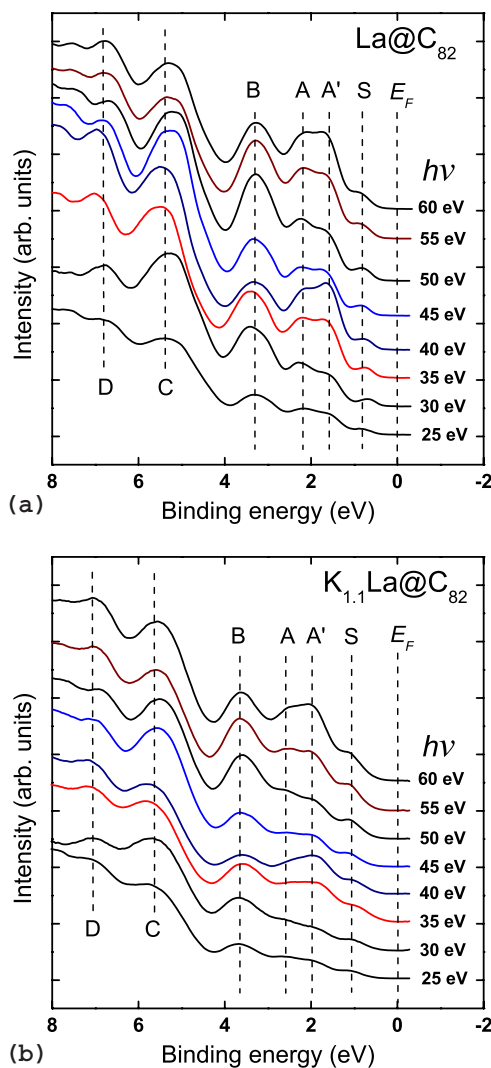 La@C82
B A A' S EF
hν
60 eV
55 eV
50 eV
45 eV
40 eV
35 eV
30 eV
25 eV
D C
Intensity (arb. units)
8 6 4 2 0 -2
(a)
Binding energy (eV)
K1.1La@C82
B A A' S EF
hν
60 eV
55 eV
50 eV
45 eV
40 eV
35 eV
30 eV
25 eV
D C
Intensity (arb. units)
8 6 4 2 0 -2
(b)
Binding energy (eV)